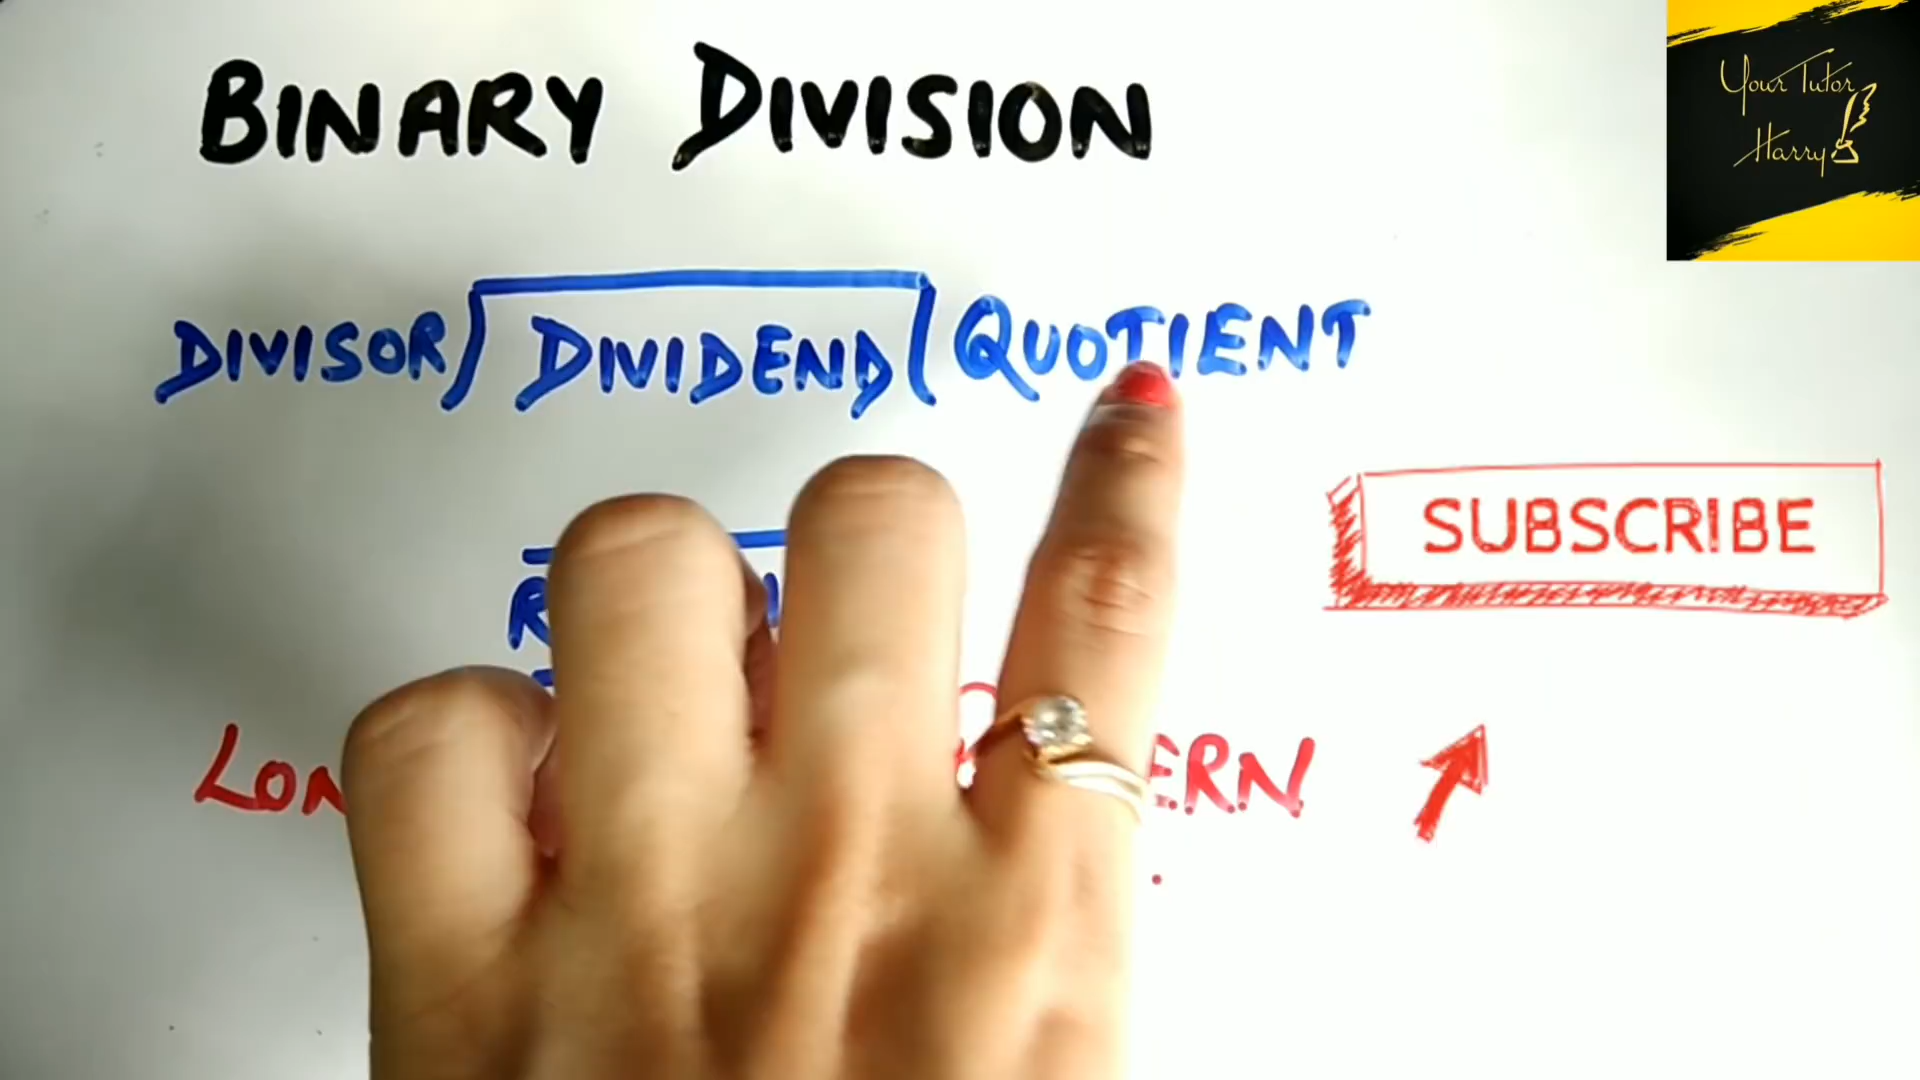 BINARY DIVISION
Your Tutor
Harry
DIVISOR DIVIDEND QUOTIENT
SUBSCRIBE